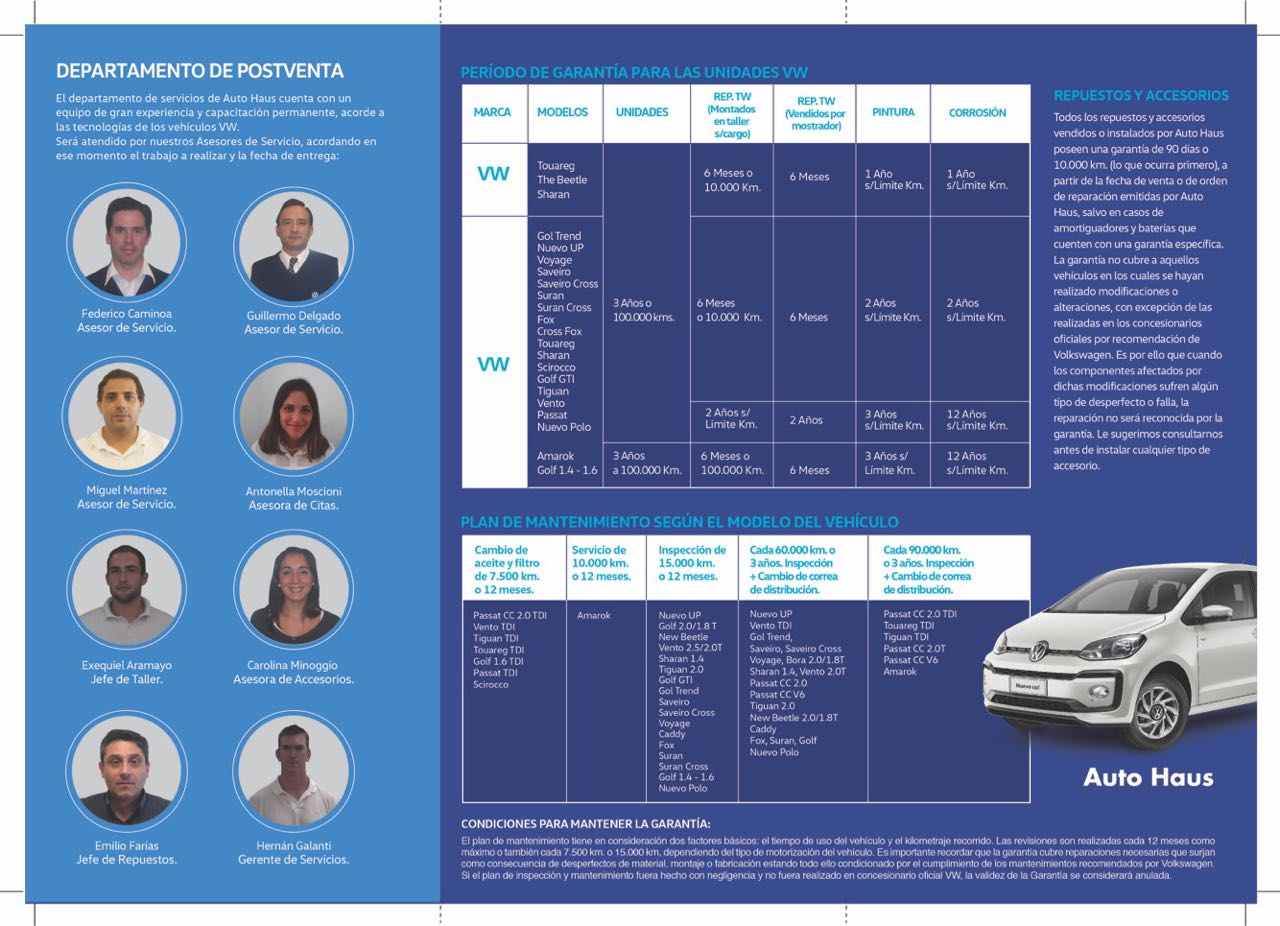 DEPARTAMENTO DE POSTVENTA
El departamento de servicios de Auto Haus cuenta con un
equipo de gran experiencia y capacitación permanente, acorde a
las tecnologías de los vehículos VW.
Será atendido por nuestros Asesores de Servicio, acordando en
ese momento el trabajo a realizar y la fecha de entrega:
Federico Caminoa
Asesor de Servicio.
Guillermo Delgado
Asesor de Servicio.
Miguel Martínez
Asesor de Servicio.
Antonella Moscioni
Asesora de Citas.
Exequiel Aramayo
Jefe de Taller.
Carolina Minoggio
Asesora de Accesorios.
Emilio Farías
Jefe de Repuestos.
Hernán Galanti
Gerente de Servicios.
PERÍODO DE GARANTÍA PARA LAS UNIDADES VW
MARCA
MODELOS
UNIDADES
REP. TW
(Montados
en taller
s/cargo)
REP. TW
(Vendidos por
mostrador)
PINTURA
CORROSIÓN
VW
Touareg
The Beetle
Sharan
6 Meses o
10.000 Km.
6 Meses
1 Año
s/Límite Km.
1 Año
s/Límite Km.
VW
Gol Trend
Nuevo UP
Voyage
Saveiro
Saveiro Cross
Suran
Suran Cross
Fox
Cross Fox
Touareg
Sharan
Scirocco
Golf GTI
Tiguan
Vento
Passat
Nuevo Polo
3 Años o
100.000 kms.
6 Meses
o 10.000 Km.
6 Meses
2 Años
s/Límite Km.
2 Años
s/Límite Km.
2 Años s/
Límite Km.
2 Años
3 Años
s/Límite Km.
12 Años
s/Límite Km.
Amarok
Golf 1.4 - 1.6
3 Años
a 100.000 Km.
6 Meses o
100.000 Km.
6 Meses
3 Años s/
Límite Km.
12 Años
s/Límite Km.
PLAN DE MANTENIMIENTO SEGÚN EL MODELO DEL VEHÍCULO
Cambio de
aceite y filtro
de 7.500 km.
o 12 meses.
Servicio de
10.000 km.
o 12 meses.
Inspección de
15.000 km.
o 12 meses.
Cada 60.000 km. o
3 años. Inspección
+ Cambio de correa
de distribución.
Cada 90.000 km.
o 3 años. Inspección
+ Cambio de correa
de distribución.
Passat CC 2.0 TDI
Vento TDI
Tiguan TDI
Touareg TDI
Golf 1.6 TDI
Passat TDI
Scirocco
Amarok
Nuevo UP
Golf 2.0/1.8 T
New Beetle
Vento 2.5/2.0T
Sharan 1.4
Tiguan 2.0
Golf GTI
Gol Trend
Saveiro
Saveiro Cross
Voyage
Caddy
Fox
Suran
Suran Cross
Golf 1.4 - 1.6
Nuevo Polo
Nuevo UP
Vento TDI
Gol Trend,
Saveiro, Saveiro Cross
Voyage, Bora 2.0/1.8T
Sharan 1.4, Vento 2.0T
Passat CC 2.0
Passat CC V6
Tiguan 2.0
New Beetle 2.0/1.8T
Caddy
Fox, Suran, Golf
Nuevo Polo
Passat CC 2.0 TDI
Touareg TDI
Tiguan TDI
Passat CC 2.0T
Passat CC V6
Amarok
CONDICIONES PARA MANTENER LA GARANTÍA:
El plan de mantenimiento tiene en consideración dos factores básicos: el tiempo de uso del vehículo y el kilometraje recorrido. Las revisiones son realizadas cada 12 meses como
máximo o también cada 7.500 km. o 15.000 km, dependiendo del tipo de motorización del vehículo. Es importante recordar que la garantía cubre reparaciones necesarias que surjan
como consecuencia de desperfectos de material, montaje o fabricación estando todo ello condicionado por el cumplimiento de los mantenimientos recomendados por Volkswagen.
Si el plan de inspección y mantenimiento fuera hecho con negligencia y no fuera realizado en concesionario oficial VW, la validez de la Garantía se considerará anulada.
REPUESTOS Y ACCESORIOS
Todos los repuestos y accesorios
vendidos o instalados por Auto Haus
poseen una garantía de 90 días o
10.000 km. (lo que ocurra primero), a
partir de la fecha de venta o de orden
de reparación emitidas por Auto
Haus, salvo en casos de
amortiguadores y baterías que
cuenten con una garantía específica.
La garantía no cubre a aquellos
vehículos en los cuales se hayan
realizado modificaciones o
alteraciones, con excepción de las
realizadas en los concesionarios
oficiales por recomendación de
Volkswagen. Es por ello que cuando
los componentes afectados por
dichas modificaciones sufren algún
tipo de desperfecto o falla, la
reparación no será reconocida por la
garantía. Le sugerimos consultarnos
antes de instalar cualquier tipo de
accesorio.
Nuevo up!
Auto Haus